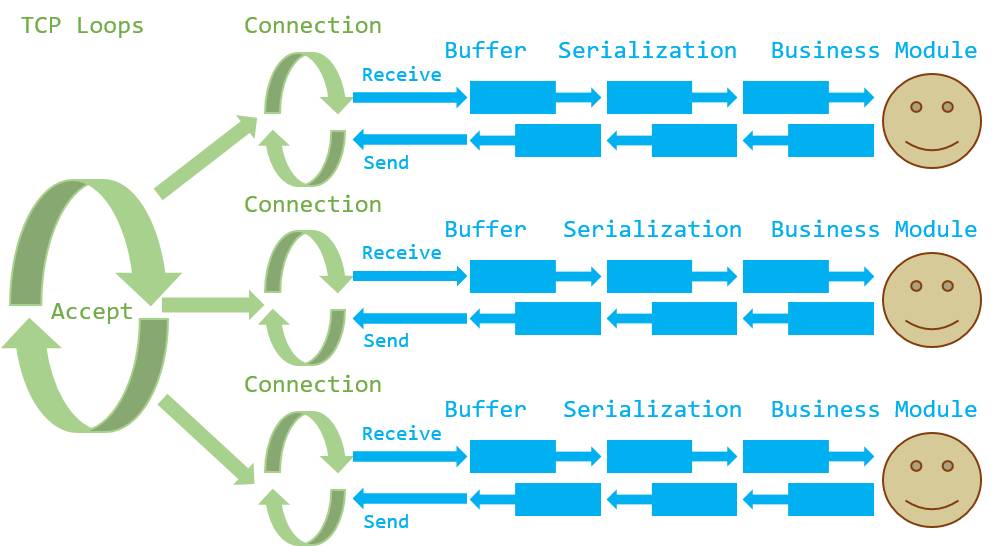 TCP Loops
Connection
Buffer Serialization Business Module
Receive
Send
Connection
Buffer Serialization Business Module
Receive
Accept
Send
Connection
Buffer Serialization Business Module
Receive
Send